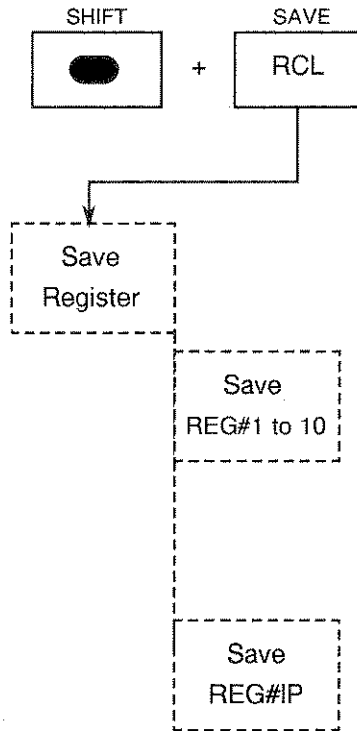 SHIFT
SAVE
+
RCL
Save
Register
Save
REG#1 to 10
Save
REG#IP